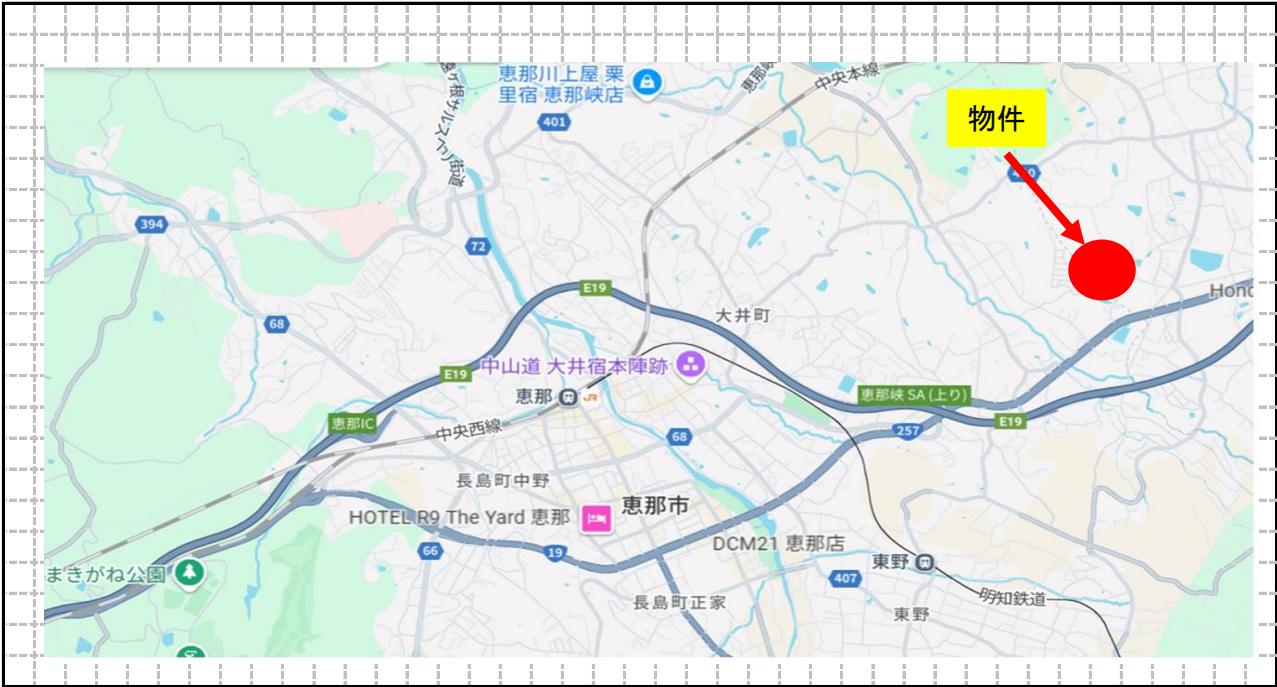 恵那川上屋 栗
里宿 恵那峡店
中央本線
401
物件
394
72
E19
大井町
68
中山道 大井宿本陣跡
E19
恵那
JR
恵那峡 SA (上り)
恵那IC
中央西線
68
257
E19
長島町中野
HOTEL R9 The Yard 恵那
恵那市
DCM21 恵那店
66
19
東野
407
まきがね公園
長島町正家
明知鉄道
東野